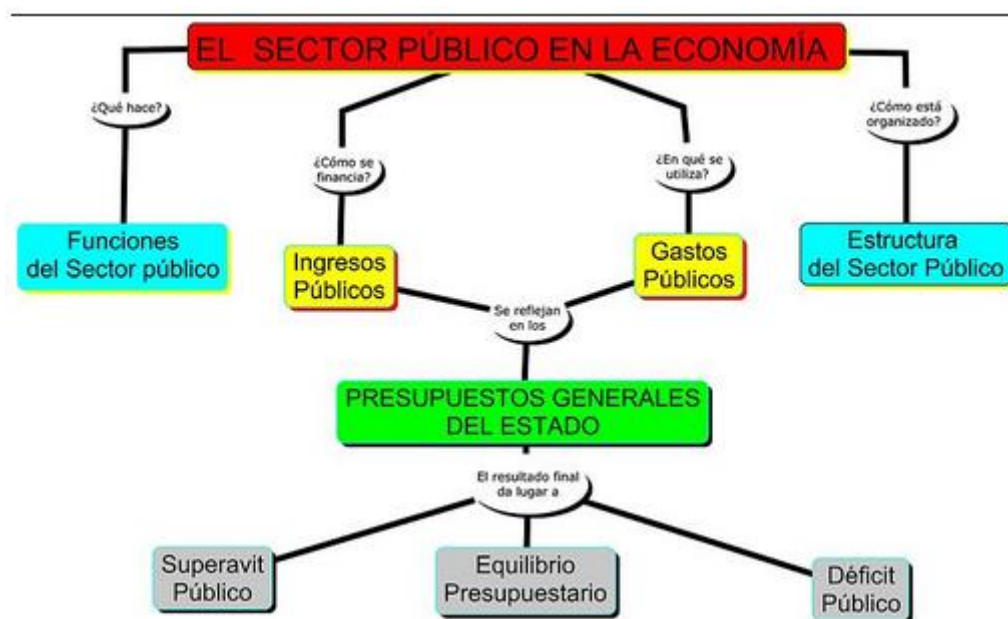 EL SECTOR PÚBLICO EN LA ECONOMÍA
¿Qué hace?
¿Cómo se
financia?
¿En qué se
utiliza?
¿Cómo está
organizado?
Funciones
del Sector público
Ingresos
Públicos
Gastos
Públicos
Estructura
del Sector Público
Se reflejan
en los
PRESUPUESTOS GENERALES
DEL ESTADO
El resultado final
da lugar a
Superavit
Público
Equilibrio
Presupuestario
Déficit
Público